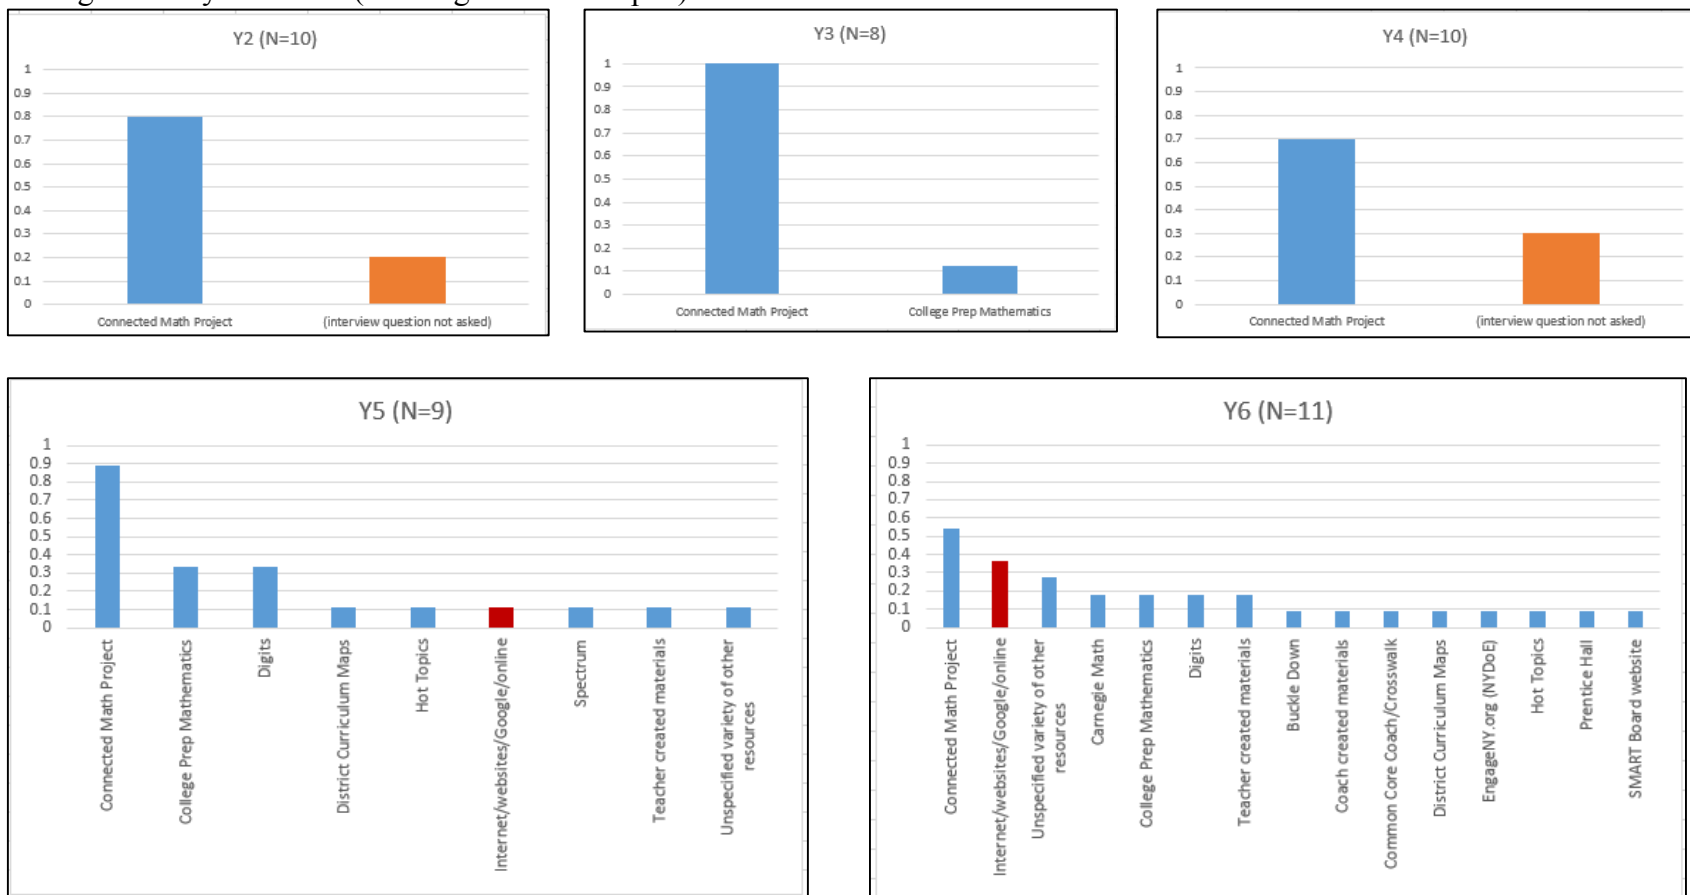 Y2 (N=10)
1
0.9
0.8
0.7
0.6
0.5
0.4
0.3
0.2
0.1
0
Connected Math Project
(interview question not asked)
Y3 (N=8)
1
0.9
0.8
0.7
0.6
0.5
0.4
0.3
0.2
0.1
0
Connected Math Project
College Prep Mathematics
Y4 (N=10)
1
0.9
0.8
0.7
0.6
0.5
0.4
0.3
0.2
0.1
0
Connected Math Project
(interview question not asked)
Y5 (N=9)
1
0.9
0.8
0.7
0.6
0.5
0.4
0.3
0.2
0.1
0
Connected Math Project
College Prep Mathematics
Digits
District Curriculum Maps
Hot Topics
Internet/websites/Google/online
Spectrum
Teacher created materials
Unspecified variety of other
resources
Y6 (N=11)
1
0.9
0.8
0.7
0.6
0.5
0.4
0.3
0.2
0.1
0
Connected Math Project
Internet/websites/Google/online
Unspecified variety of other
resources
Carnegie Math
College Prep Mathematics
Digits
Teacher created materials
Buckle Down
Coach created materials
Common Core Coach/Crosswalk
District Curriculum Maps
EngageNY.org (NYDoE)
Hot Topics
Prentice Hall
SMART Board website